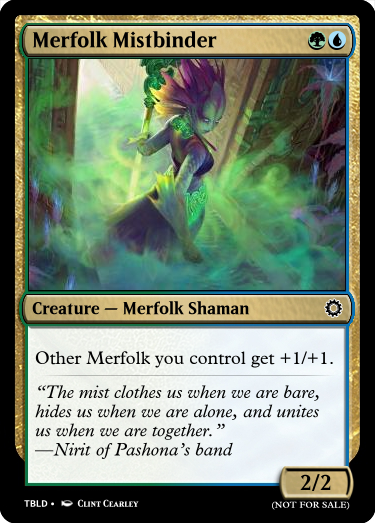 Merfolk Mistbinder
Creature — Merfolk Shaman
Other Merfolk you control get +1/+1.
“The mist clothes us when we are bare,
hides us when we are alone, and unites
us when we are together.”
—Nirit of Pashona's band
2/2
TBLD • Clint Cearley
(NOT FOR SALE)